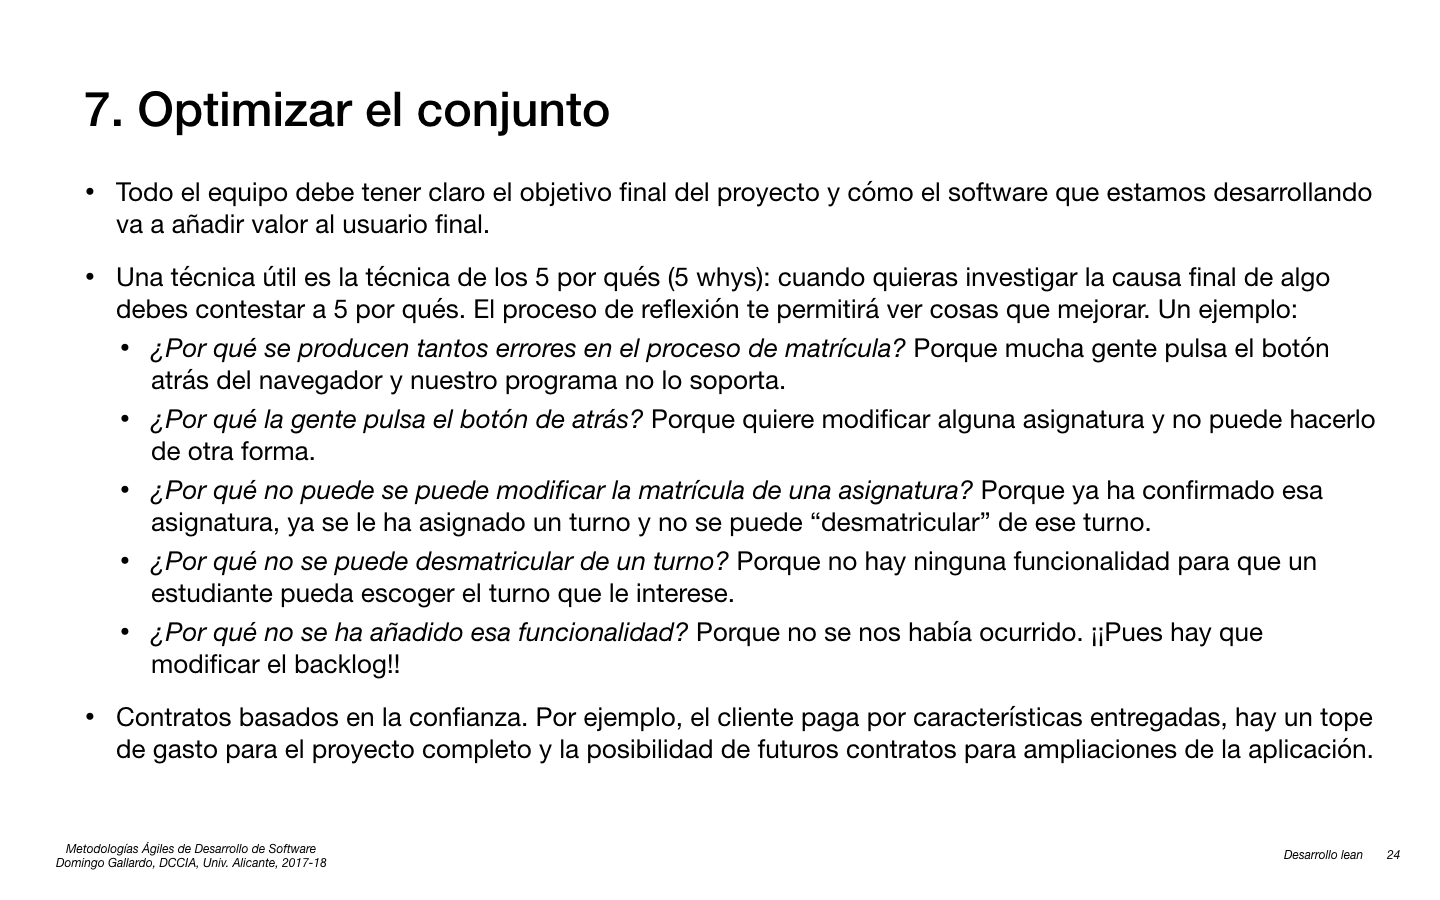 7. Optimizar el conjunto
• Todo el equipo debe tener claro el objetivo final del proyecto y cómo el software que estamos desarrollando
va a añadir valor al usuario final.
• Una técnica útil es la técnica de los 5 por qués (5 whys): cuando quieras investigar la causa final de algo
debes contestar a 5 por qués. El proceso de reflexión te permitirá ver cosas que mejorar. Un ejemplo:
• ¿Por qué se producen tantos errores en el proceso de matrícula? Porque mucha gente pulsa el botón
atrás del navegador y nuestro programa no lo soporta.
• ¿Por qué la gente pulsa el botón de atrás? Porque quiere modificar alguna asignatura y no puede hacerlo
de otra forma.
• ¿Por qué no puede se puede modificar la matrícula de una asignatura? Porque ya ha confirmado esa
asignatura, ya se le ha asignado un turno y no se puede “desmatricular” de ese turno.
• ¿Por qué no se puede desmatricular de un turno? Porque no hay ninguna funcionalidad para que un
estudiante pueda escoger el turno que le interese.
• ¿Por qué no se ha añadido esa funcionalidad? Porque no se nos había ocurrido. ¡¡Pues hay que
modificar el backlog!!
• Contratos basados en la confianza. Por ejemplo, el cliente paga por características entregadas, hay un tope
de gasto para el proyecto completo y la posibilidad de futuros contratos para ampliaciones de la aplicación.
Metodologías Ágiles de Desarrollo de Software
Domingo Gallardo, DCCIA, Univ. Alicante, 2017-18
Desarrollo lean 24